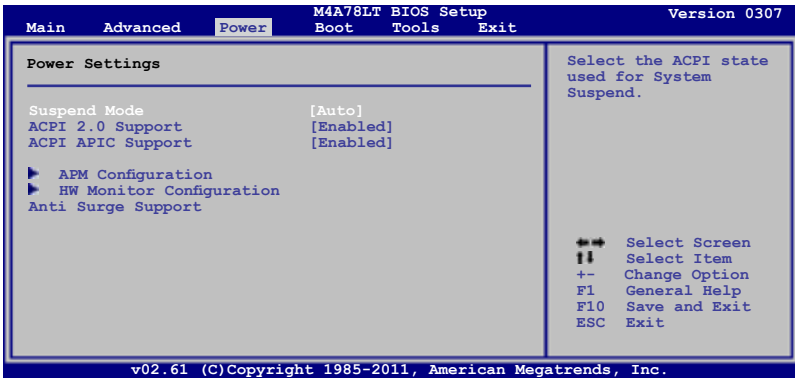 M4A78LT BIOS Setup Version 0307
Main Advanced Power Boot Tools Exit
Power Settings
Suspend Mode [Auto]
ACPI 2.0 Support [Enabled]
ACPI APIC Support [Enabled]
APM Configuration
HW Monitor Configuration
Anti Surge Support
Select the ACPI state
used for System
Suspend.
←→ Select Screen
↑↓ Select Item
+- Change Option
F1 General Help
F10 Save and Exit
ESC Exit
v02.61 (C)Copyright 1985-2011, American Megatrends, Inc.